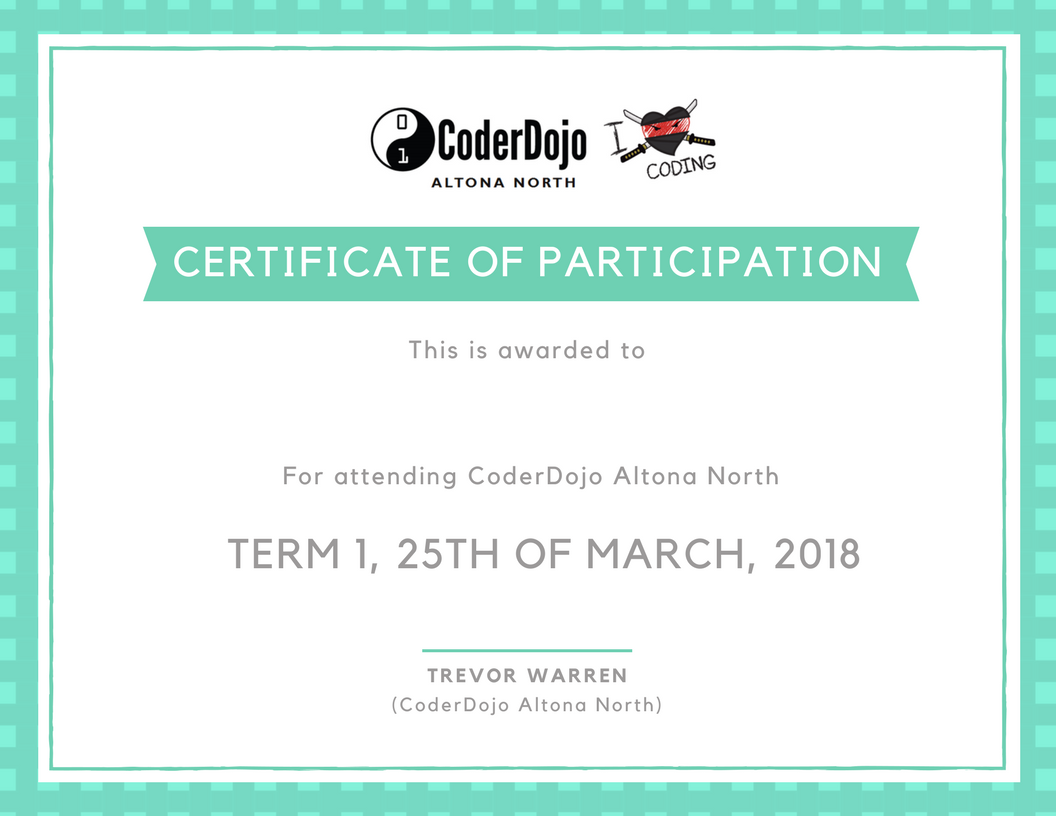 0
1
CoderDojo
ALTONA NORTH
I
CODING
CERTIFICATE OF PARTICIPATION
This is awarded to
For attending CoderDojo Altona North
TERM 1, 25TH OF MARCH, 2018
TREVOR WARREN
(CoderDojo Altona North)